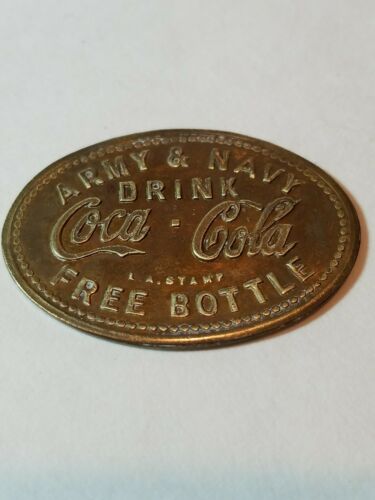 ARMY & NAVY
DRINK
Coca-Cola
L.A. STAMP
FREE BOTTLE